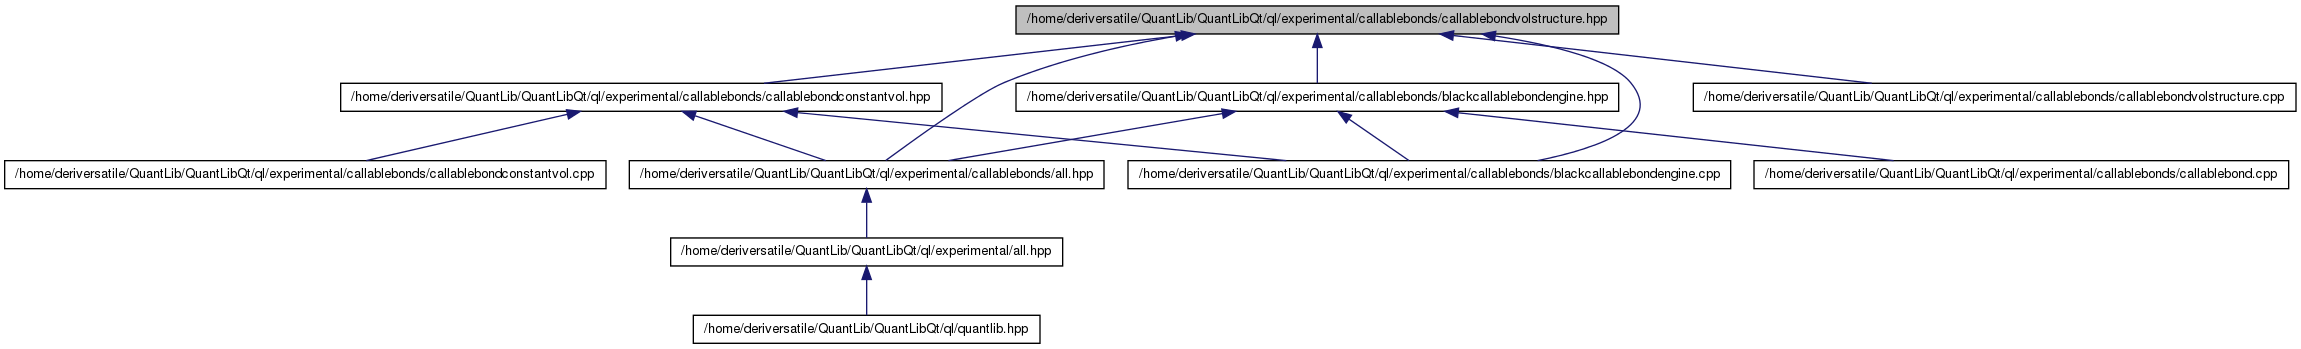 /home/deriversatile/QuantLib/QuantLibQt/ql/experimental/callablebonds/callablebondvolstructure.hpp
/home/deriversatile/QuantLib/QuantLibQt/ql/experimental/callablebonds/callablebondconstantvol.hpp
/home/deriversatile/QuantLib/QuantLibQt/ql/experimental/callablebonds/blackcallablebondengine.hpp
/home/deriversatile/QuantLib/QuantLibQt/ql/experimental/callablebonds/callablebondvolstructure.cpp
/home/deriversatile/QuantLib/QuantLibQt/ql/experimental/callablebonds/callablebondconstantvol.cpp
/home/deriversatile/QuantLib/QuantLibQt/ql/experimental/callablebonds/all.hpp
/home/deriversatile/QuantLib/QuantLibQt/ql/experimental/callablebonds/blackcallablebondengine.cpp
/home/deriversatile/QuantLib/QuantLibQt/ql/experimental/callablebonds/callablebond.cpp
/home/deriversatile/QuantLib/QuantLibQt/ql/experimental/all.hpp
/home/deriversatile/QuantLib/QuantLibQt/ql/quantlib.hpp